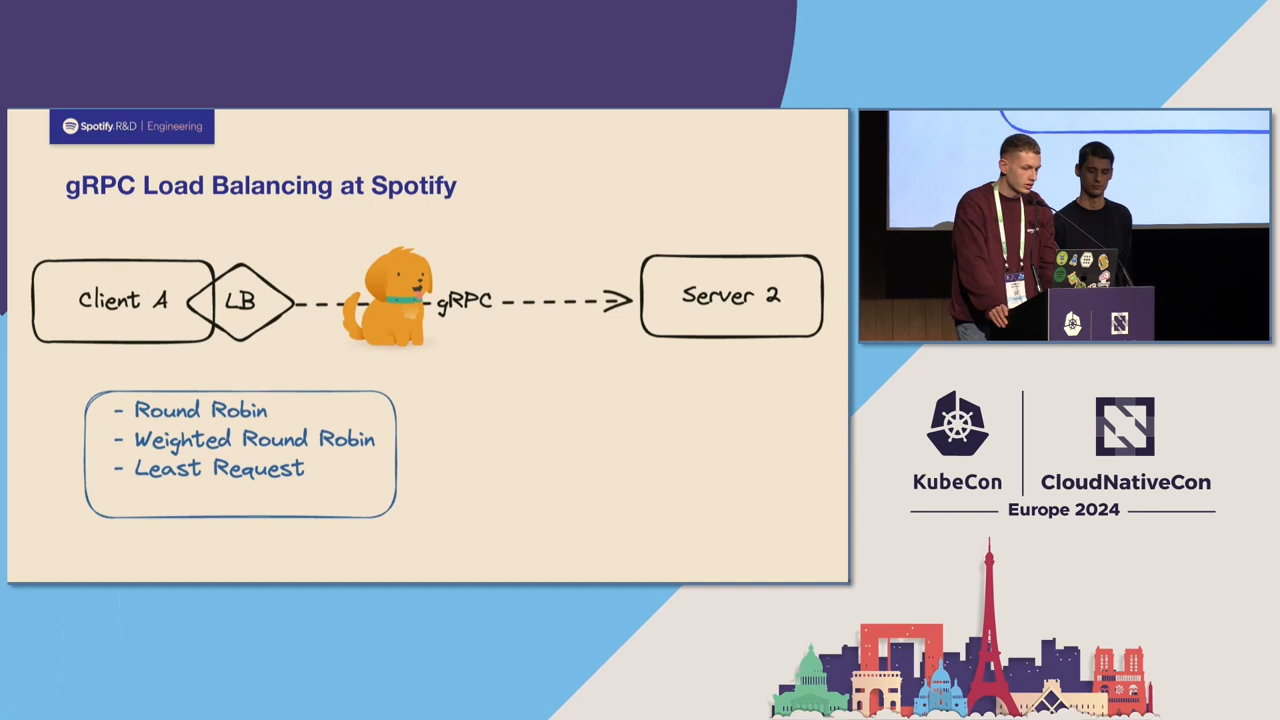 Spotify R&D | Engineering
gRPC Load Balancing at Spotify
Client A
LB
gRPC
Server 2
- Round Robin
- Weighted Round Robin
- Least Request
KubeCon
CloudNativeCon
Europe 2024